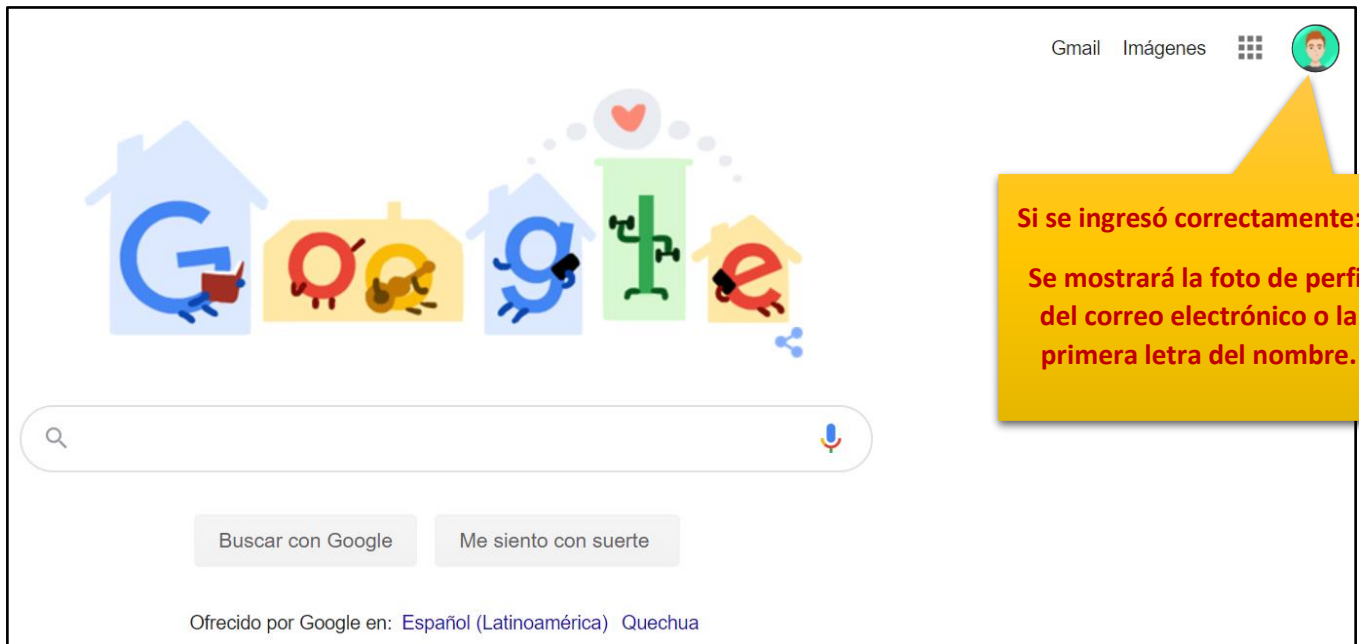 Gmail Imágenes
Google
Si se ingresó correctamente:
Se mostrará la foto de perfi
del correo electrónico o la
primera letra del nombre.
Buscar con Google Me siento con suerte
Ofrecido por Google en: Español (Latinoamérica) Quechua